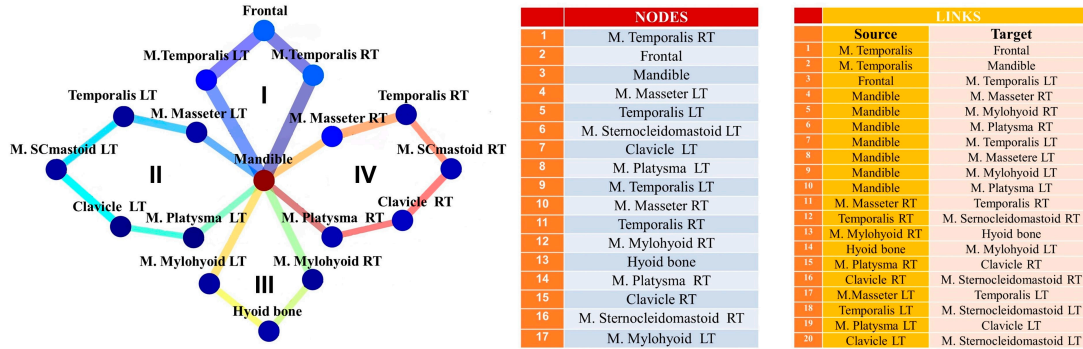 Frontal
M.Temporalis LT
M.Temporalis RT
I
Temporalis LT
Temporalis RT
M. Masseter LT
M. Masseter RT
M. SCmastoid LT
Mandible
M. SCmastoid RT
II
IV
Clavicle LT
M. Platysma LT
M. Platysma RT
Clavicle RT
M. Mylohyoid LT
M. Mylohyoid RT
III
Hyoid bone
NODES
1 M. Temporalis RT
2 Frontal
3 Mandible
4 M. Masseter LT
5 Temporalis LT
6 M. Sternocleidomastoid LT
7 Clavicle LT
8 M. Platysma LT
9 M. Temporalis LT
10 M. Masseter RT
11 Temporalis RT
12 M. Mylohyoid RT
13 Hyoid bone
14 M. Platysma RT
15 Clavicle RT
16 M. Sternocleidomastoid RT
17 M. Mylohyoid LT
LINKS
Source Target
1 M. Temporalis Frontal
2 M. Temporalis Mandible
3 Frontal M. Temporalis LT
4 Mandible M. Masseter RT
5 Mandible M. Mylohyoid RT
6 Mandible M. Platysma RT
7 Mandible M. Temporalis LT
8 Mandible M. Massetere LT
9 Mandible M. Mylohyoid LT
10 Mandible M. Platysma LT
11 M. Masseter RT Temporalis RT
12 Temporalis RT M. Sernocleidomastoid RT
13 M. Mylohyoid RT Hyoid bone
14 Hyoid bone M. Mylohyoid LT
15 M. Platysma RT Clavicle RT
16 Clavicle RT M. Sternocleidomastoid RT
17 M.Masseter LT Temporalis LT
18 Temporalis LT M. Sternocleidomastoid LT
19 M. Platysma LT Clavicle LT
20 Clavicle LT M. Sternocleidomastoid LT